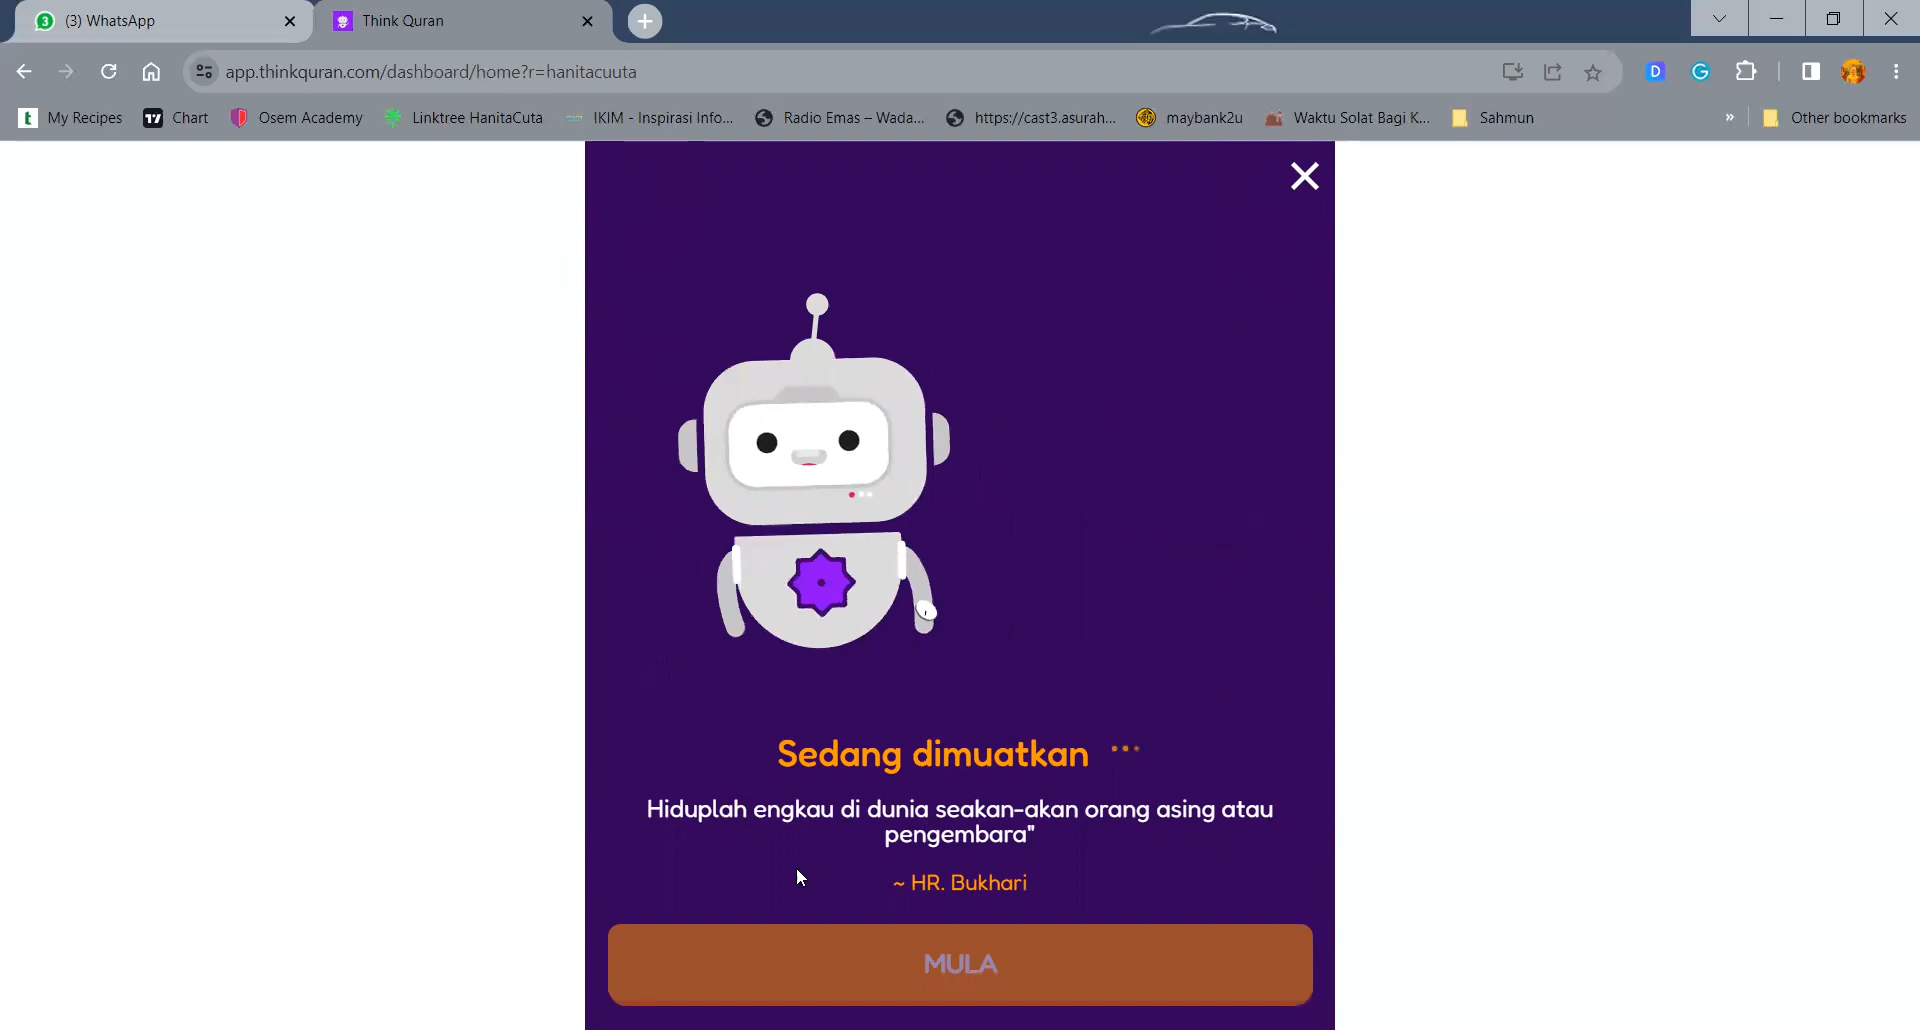 (3) WhatsApp
Think Quran
app.thinkquran.com/dashboard/home?r=hanitacuuta
My Recipes
Chart
Osem Academy
Linktree HanitaCuta
IKIM - Inspirasi Info...
Radio Emas – Wada...
https://cast3.asurah...
maybank2u
Waktu Solat Bagi K...
Sahmun
»
Other bookmarks
Sedang dimuatkan ...
Hiduplah engkau di dunia seakan-akan orang asing atau
pengembara"
~ HR. Bukhari
MULA